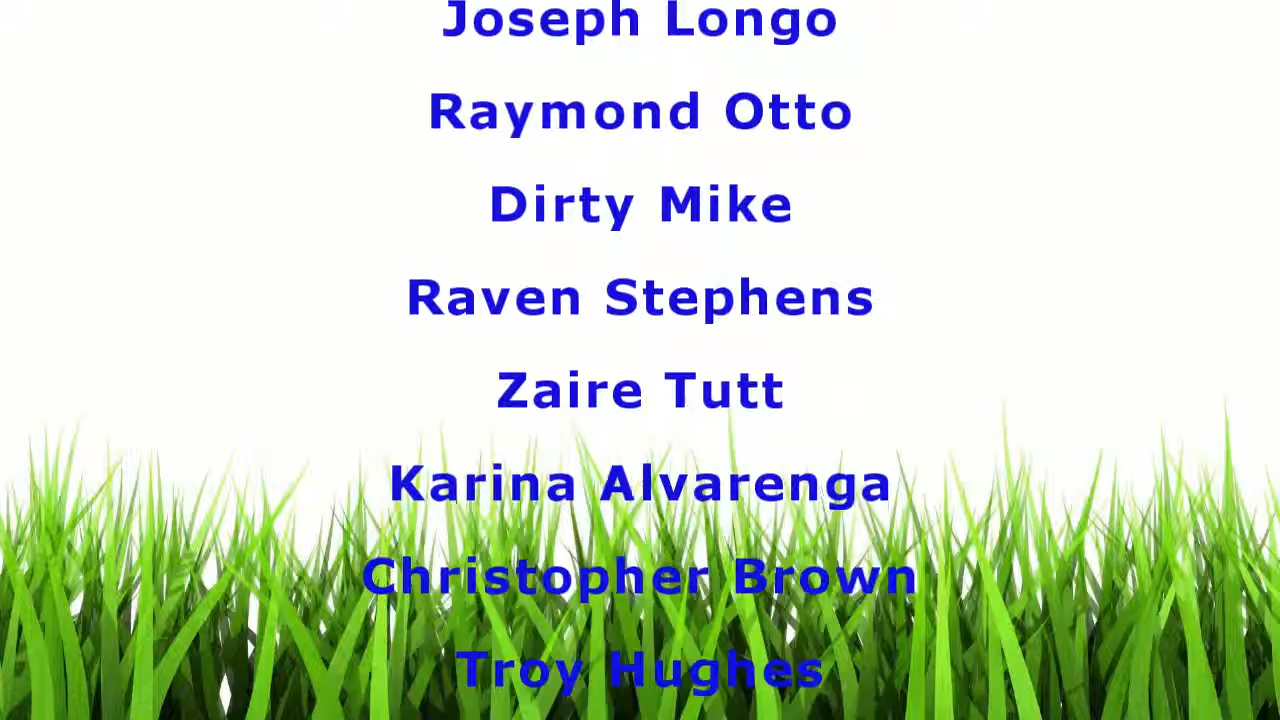 Joseph Longo
Raymond Otto
Dirty Mike
Raven Stephens
Zaire Tutt
Karina Alvarenga
Christopher Brown
Troy Hughes